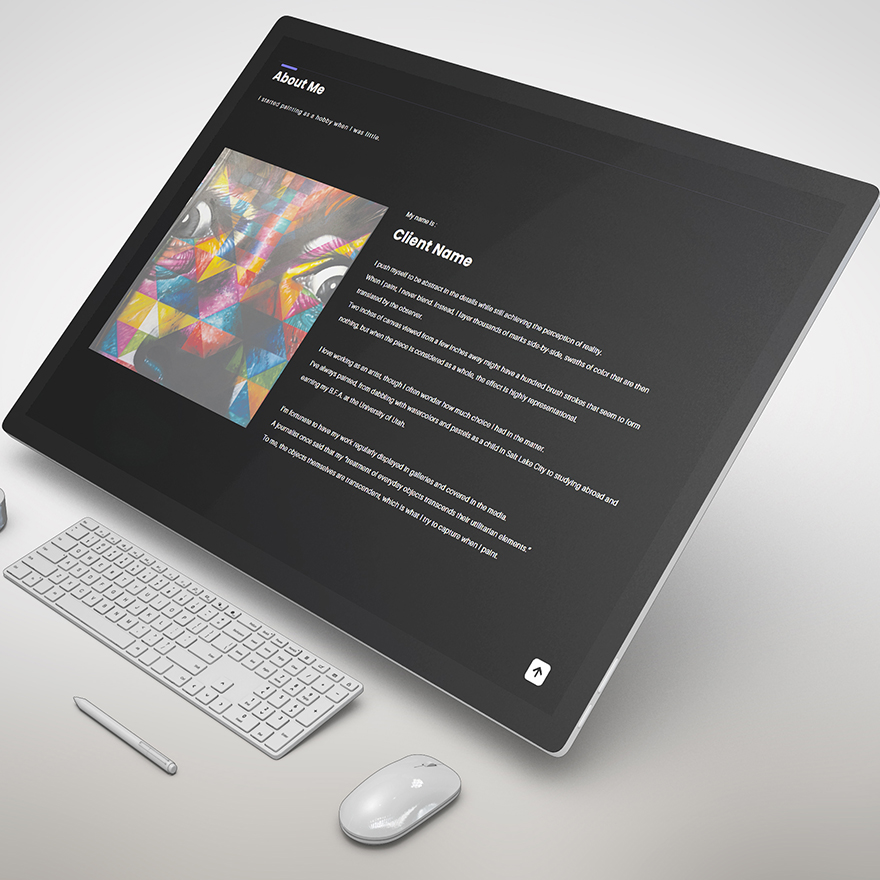 About Me
I started painting as a hobby when I was little.
My name is :
Client Name
I push myself to be abstract in the details while still achieving the perception of reality.
When I paint, I never blend. Instead, I layer thousands of marks side-by-side, swaths of color that are then
translated by the observer.
Two inches of canvas viewed from a few inches away might have a hundred brush strokes that seem to form
nothing, but when the piece is considered as a whole, the effect is highly representational.
I love working as an artist, though I often wonder how much choice I had in the matter.
I've always painted, from dabbling with watercolors and pastels as a child in Salt Lake City to studying abroad and
earning my B.F.A. at the University of Utah.
I'm fortunate to have my work regularly displayed in galleries and covered in the media.
A journalist once said that my "treatment of everyday objects transcends their utilitarian elements."
To me, the objects themselves are transcendent, which is what I try to capture when I paint.